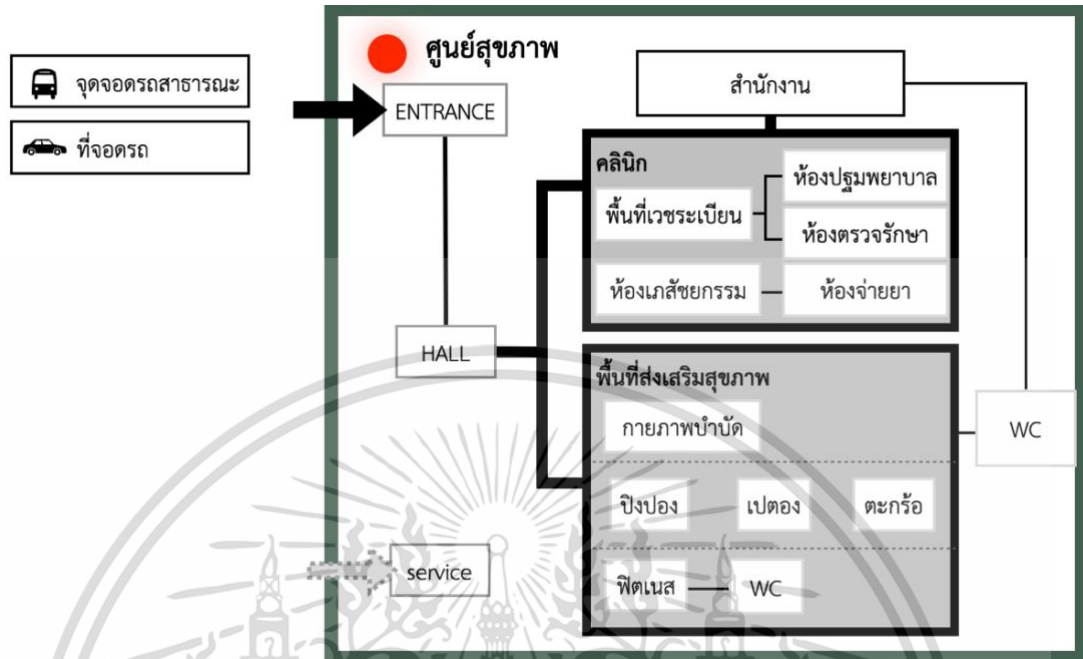 จุดจอดรถสาธารณะ
ที่จอดรถ
ศูนย์สุขภาพ
ENTRANCE
HALL
service
สำนักงาน
คลินิก
พื้นที่เวชระเบียน
ห้องปฐมพยาบาล
ห้องตรวจรักษา
ห้องเภสัชยกรรม
ห้องจ่ายยา
พื้นที่ส่งเสริมสุขภาพ
กายภาพบำบัด
ปิงปอง
เปตอง
ตะกร้อ
ฟิตเนส
WC
WC